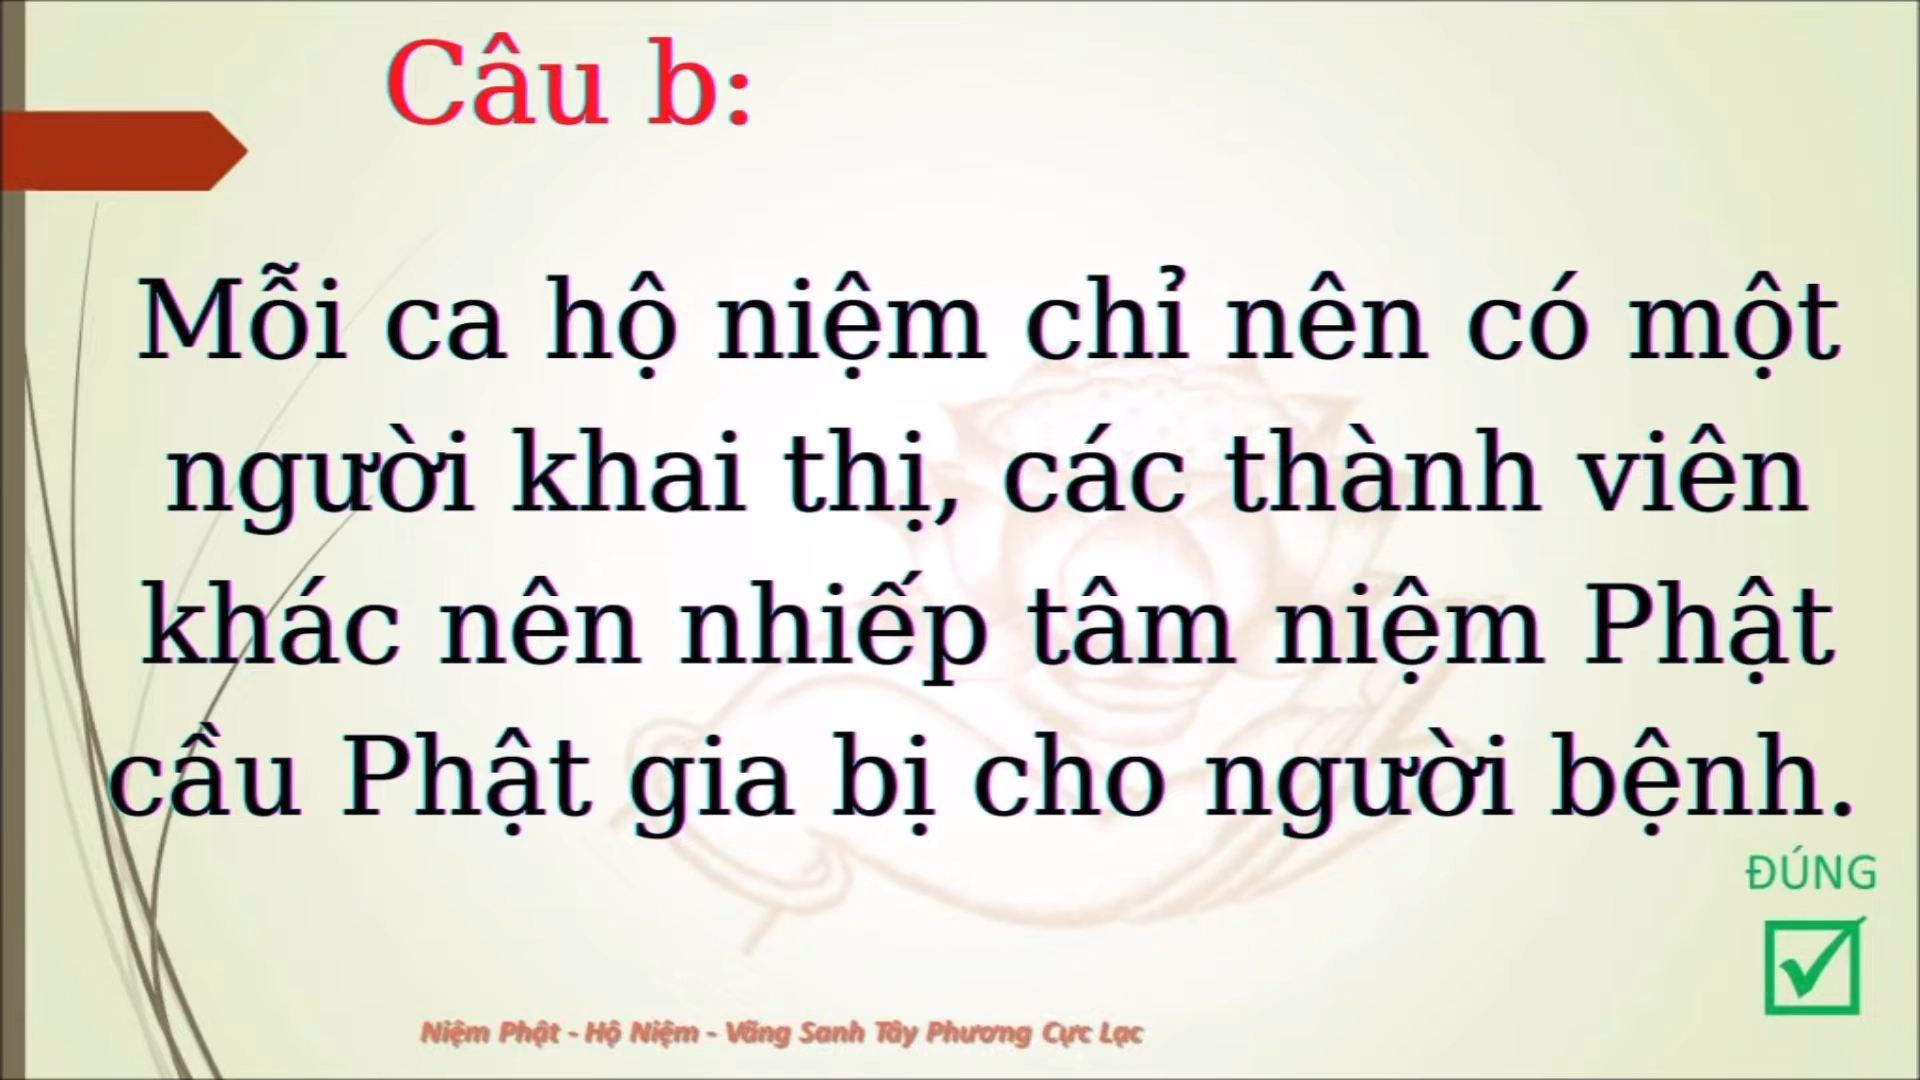 Câu b:
Mỗi ca hộ niệm chỉ nên có một
người khai thị, các thành viên
khác nên nhiếp tâm niệm Phật
cầu Phật gia bị cho người bệnh.
ĐÚNG
Niệm Phật - Hộ Niệm - Vãng Sanh Tây Phương Cực Lạc